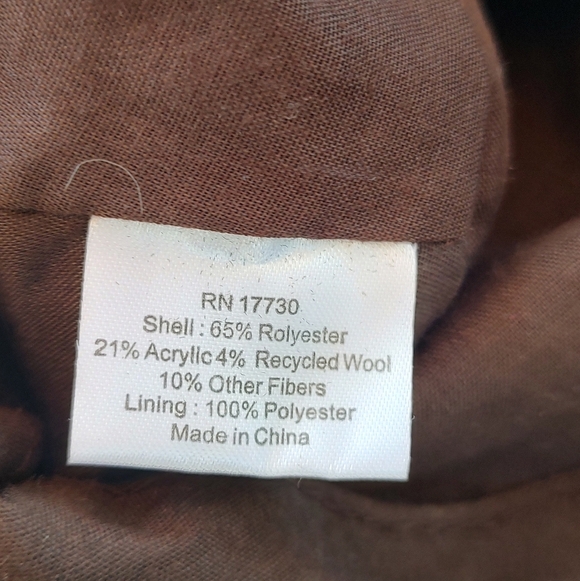 RN 17730
Shell : 65% Rolyester
21% Acrylic 4% Recycled Wool
10% Other Fibers
Lining : 100% Polyester
Made in China